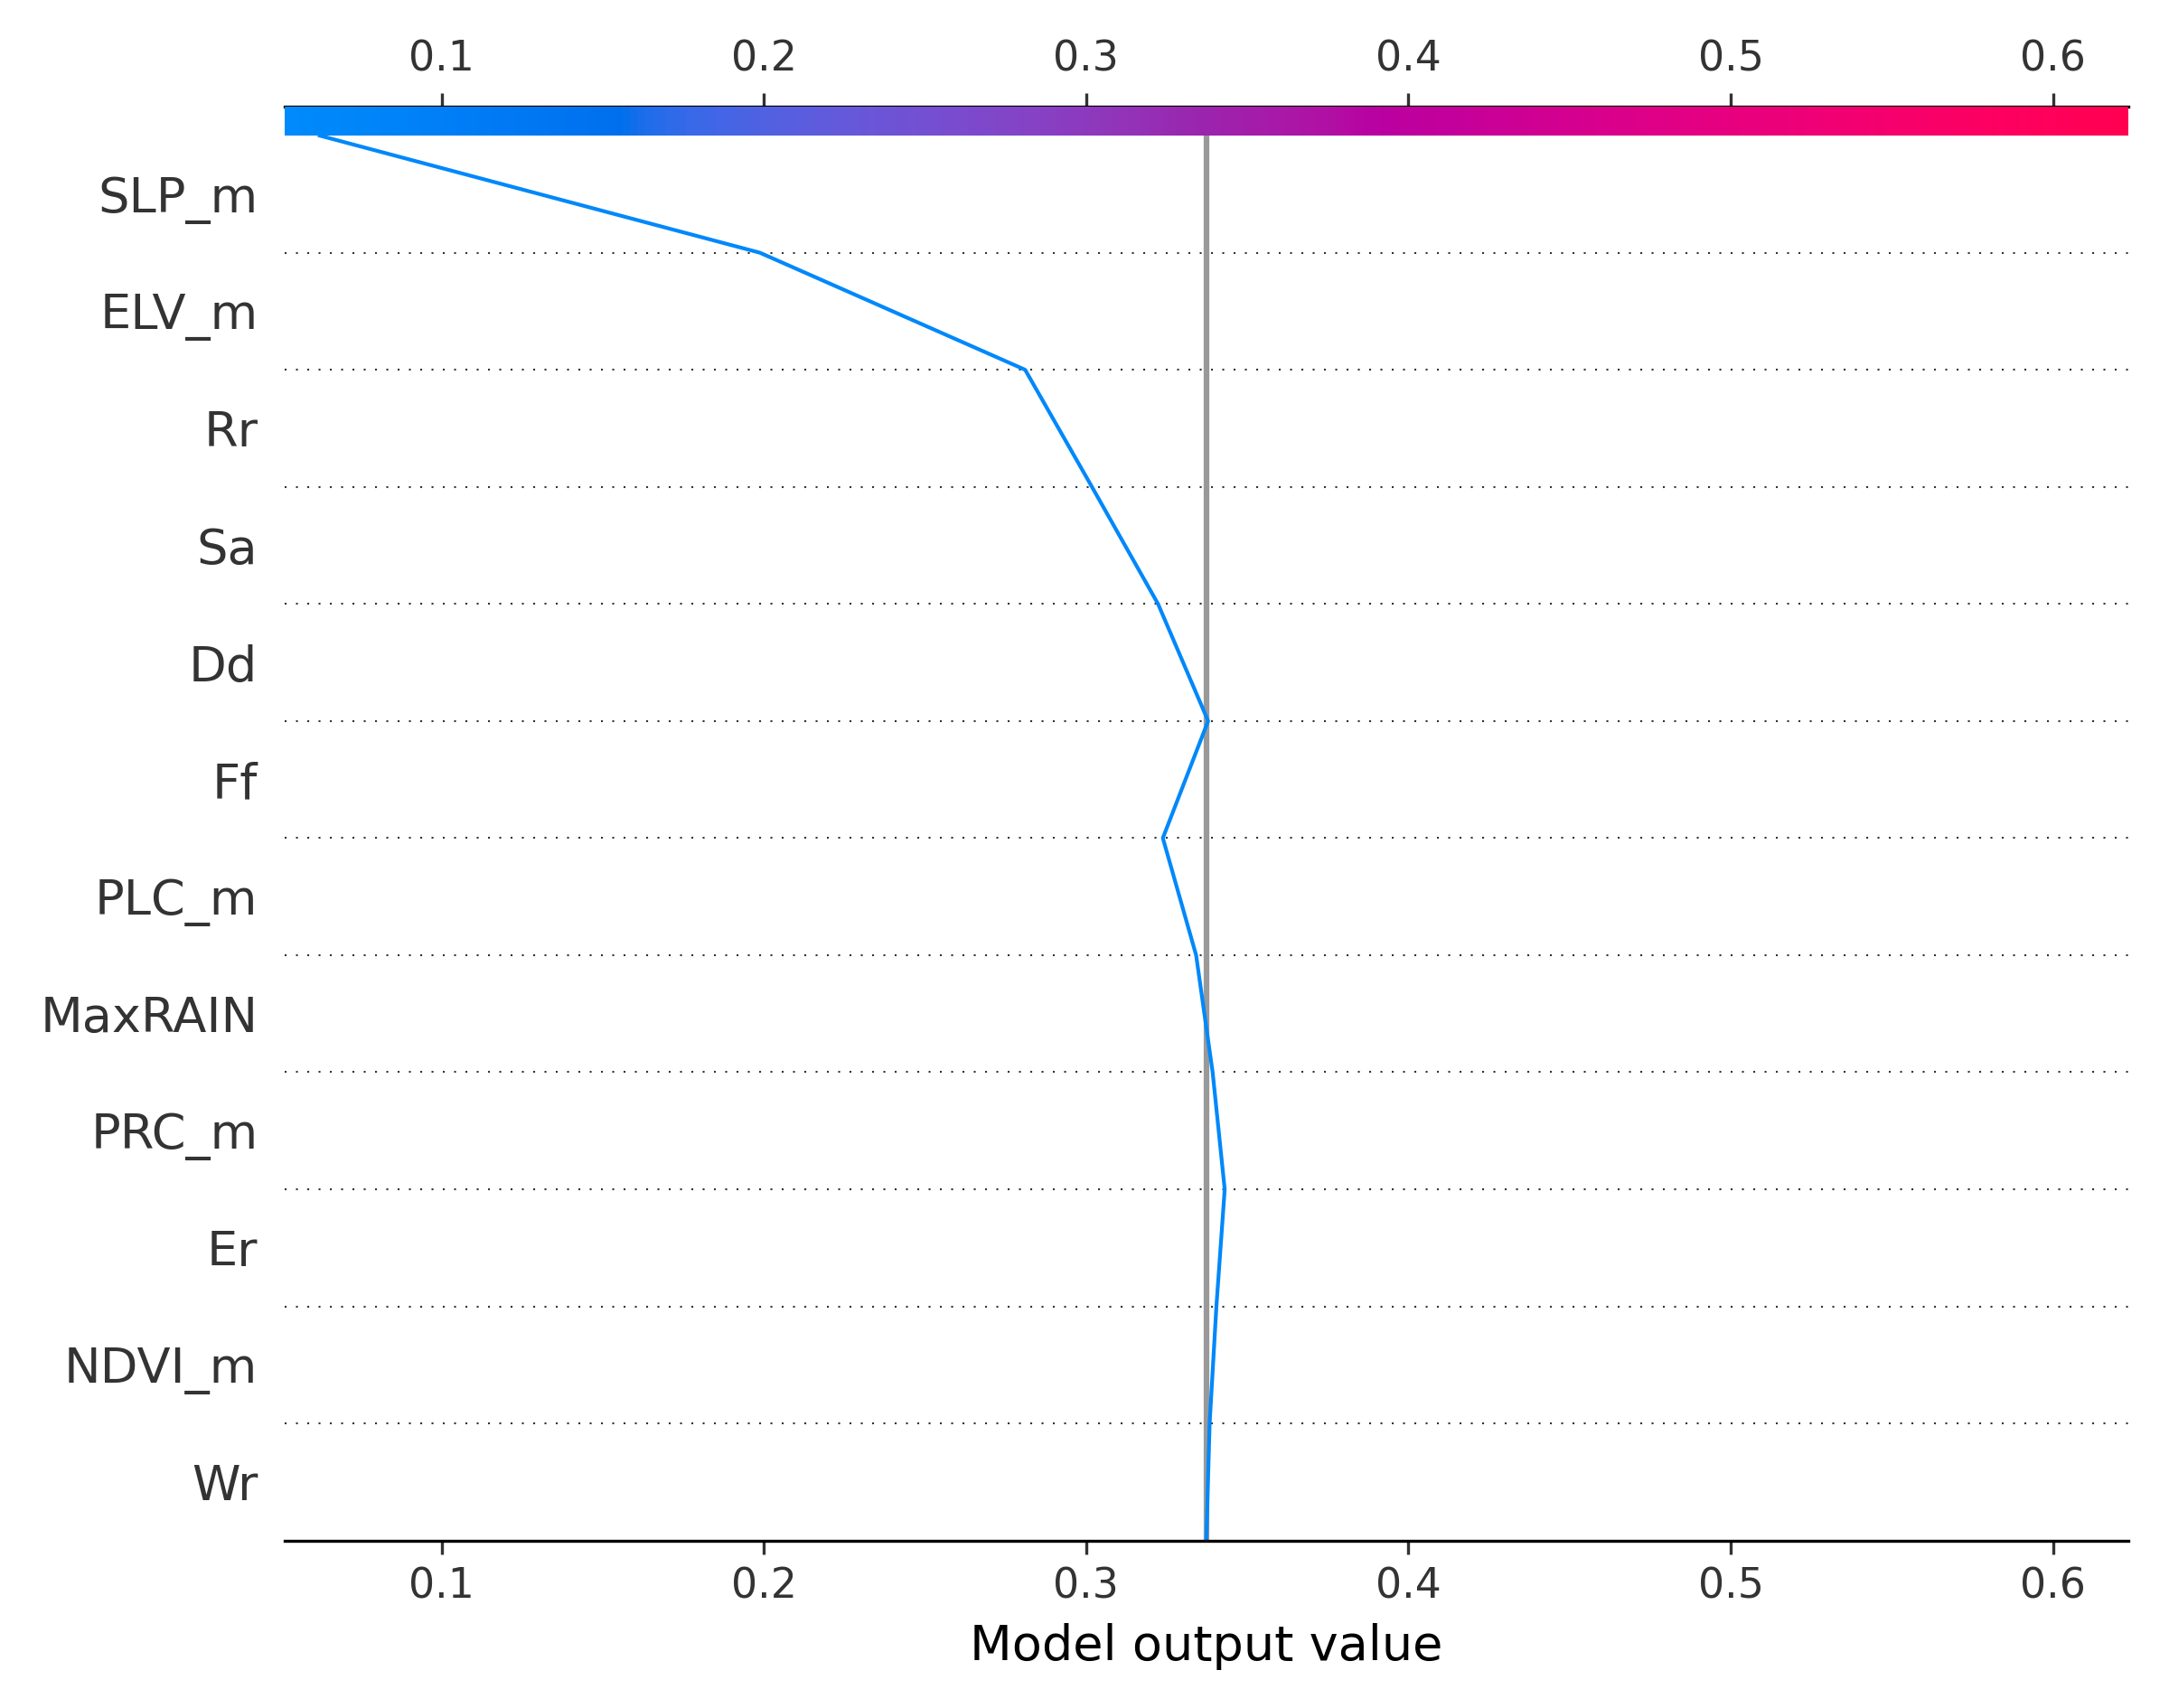 0.1 0.2 0.3 0.4 0.5 0.6
SLP_m
ELV_m
Rr
Sa
Dd
Ff
PLC_m
MaxRAIN
PRC_m
Er
NDVI_m
Wr
0.1 0.2 0.3 0.4 0.5 0.6
Model output value